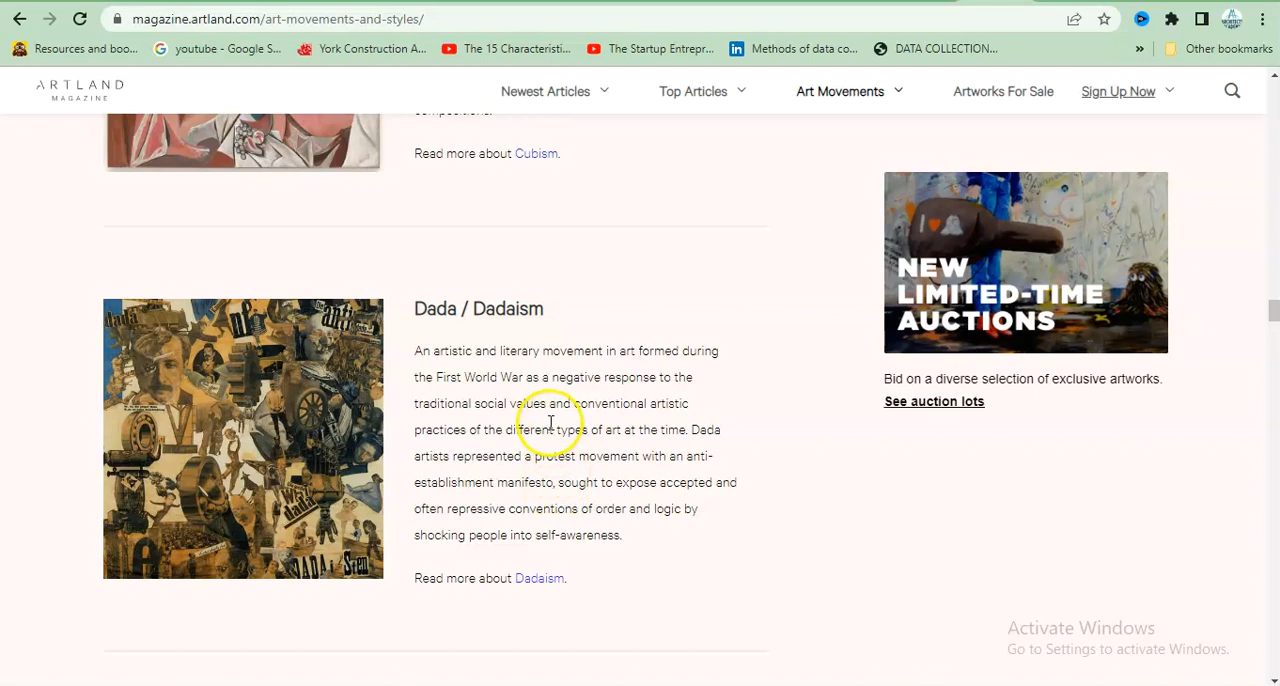 magazine.artland.com/art-movements-and-styles/
Resources and boo... youtube - Google S... York Construction A... The 15 Characteristi... The Startup Entrepr... Methods of data co... DATA COLLECTION... » Other bookmarks
ARTLAND
MAGAZINE
Newest Articles Top Articles Art Movements Artworks For Sale Sign Up Now
Read more about Cubism.
Dada / Dadaism
An artistic and literary movement in art formed during
the First World War as a negative response to the
traditional social values and conventional artistic
practices of the different types of art at the time. Dada
artists represented a protest movement with an anti-
establishment manifesto, sought to expose accepted and
often repressive conventions of order and logic by
shocking people into self-awareness.
Read more about Dadaism.
dada
anti
dada
DADA
NEW
LIMITED-TIME
AUCTIONS
Bid on a diverse selection of exclusive artworks.
See auction lots
Activate Windows
Go to Settings to activate Windows.